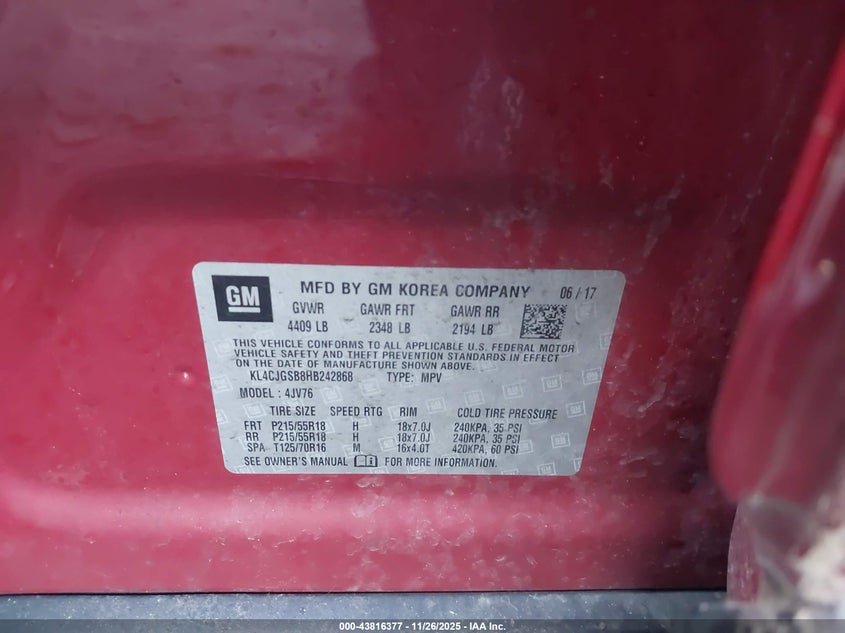 GM
MFD BY GM KOREA COMPANY 06 / 17
GVWR GAWR FRT GAWR RR
4409 LB 2348 LB 2194 LB
THIS VEHICLE CONFORMS TO ALL APPLICABLE U.S. FEDERAL MOTOR
VEHICLE SAFETY AND THEFT PREVENTION STANDARDS IN EFFECT
ON THE DATE OF MANUFACTURE SHOWN ABOVE.
KL4CJGSB8HB242868 TYPE: MPV
MODEL : 4JV76
TIRE SIZE SPEED RTG RIM COLD TIRE PRESSURE
FRT P215/55R18 H 18x7.0J 240KPA, 35 PSI
RR P215/55R18 H 18x7.0J 240KPA, 35 PSI
SPA T125/70R16 M 16x4.0T 420KPA, 60 PSI
SEE OWNER'S MANUAL FOR MORE INFORMATION.
000-43816377 - 11/26/2025 - IAA Inc.